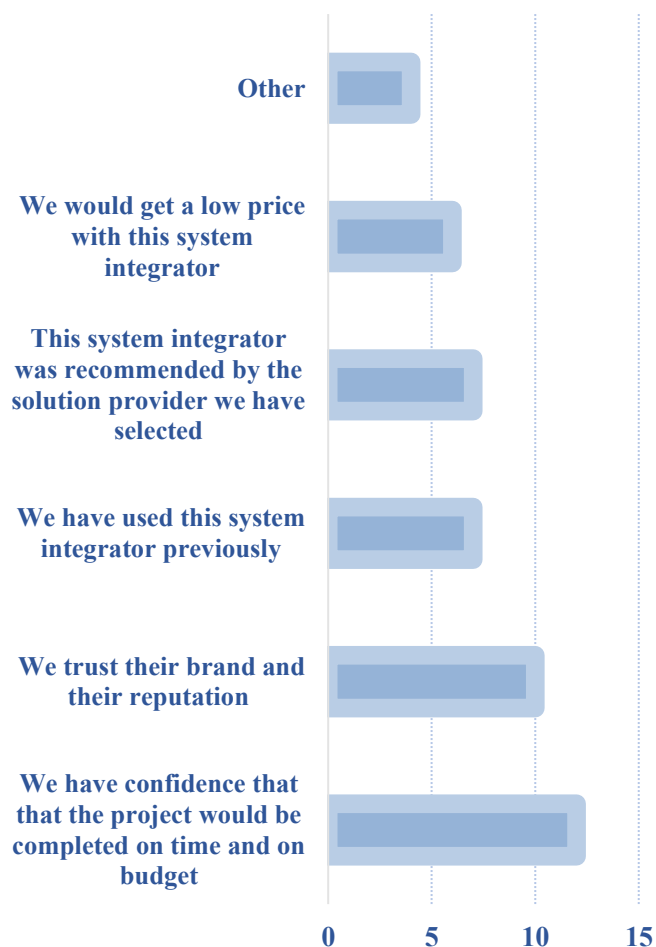 Other
We would get a low price
with this system
integrator
This system integrator
was recommended by the
solution provider we have
selected
We have used this system
integrator previously
We trust their brand and
their reputation
We have confidence that
that the project would be
completed on time and on
budget
0 5 10 15